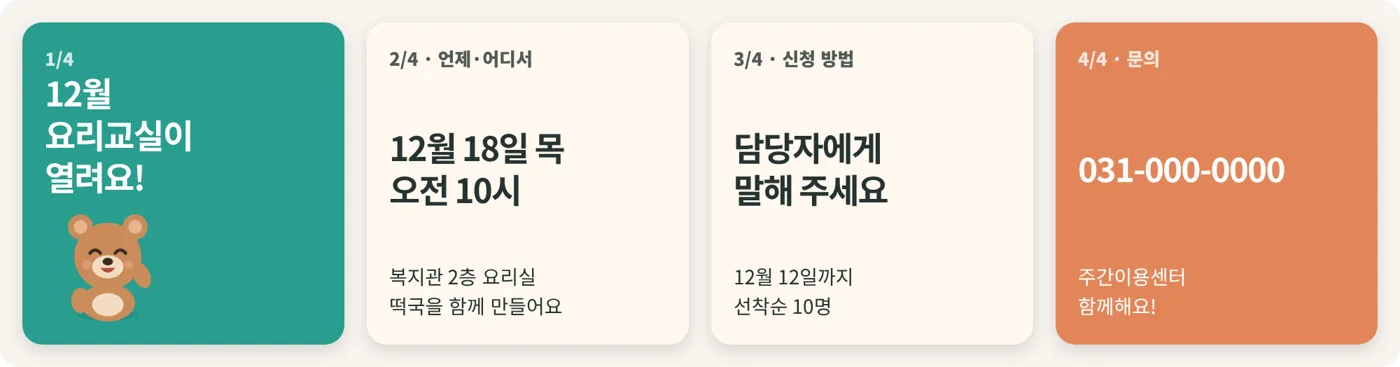 1/4
12월
요리교실이
열려요!
2/4 · 언제·어디서
12월 18일 목
오전 10시
복지관 2층 요리실
떡국을 함께 만들어요
3/4 · 신청 방법
담당자에게
말해 주세요
12월 12일까지
선착순 10명
4/4 · 문의
031-000-0000
주간이용센터
함께해요!